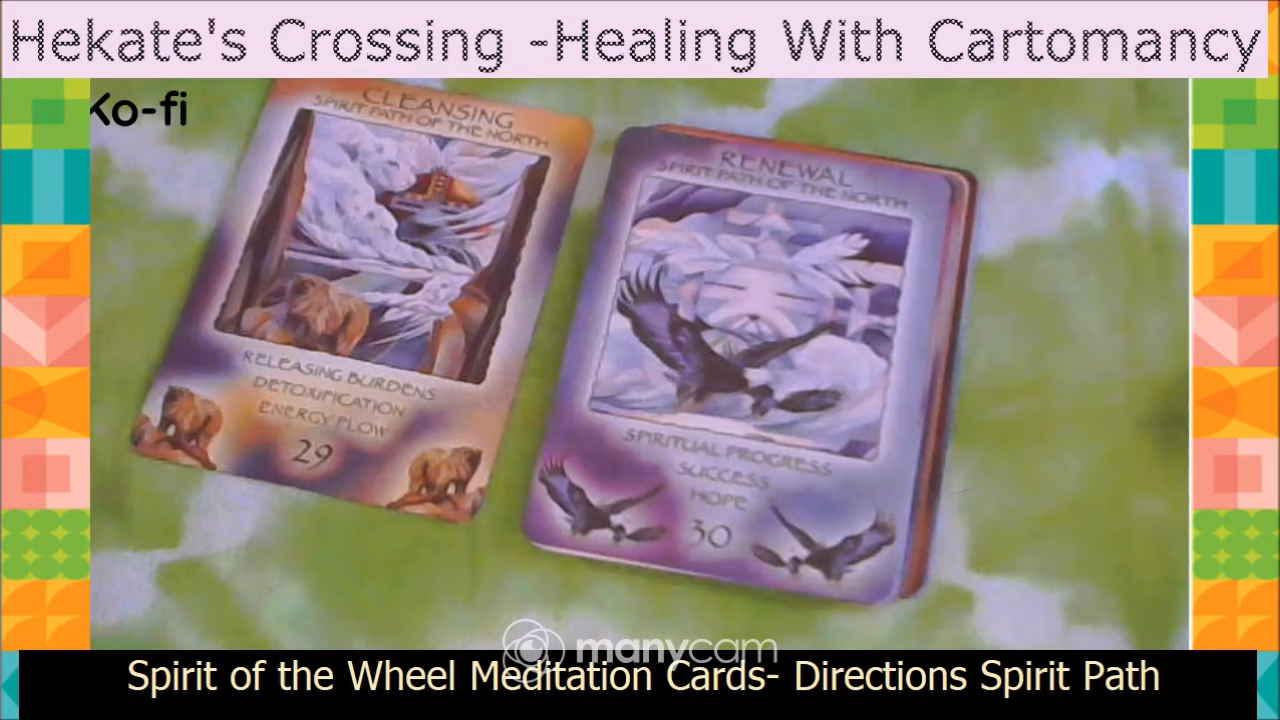 Hekate's Crossing -Healing With Cartomancy
Ko-fi
CLEANSING
SPIRIT PATH OF THE NORTH
RELEASING BURDENS
DETOXIFICATION
ENERGY FLOW
29
RENEWAL
SPIRIT PATH OF THE NORTH
SPIRITUAL PROGRESS
SUCCESS
HOPE
30
manycam
Spirit of the Wheel Meditation Cards- Directions Spirit Path